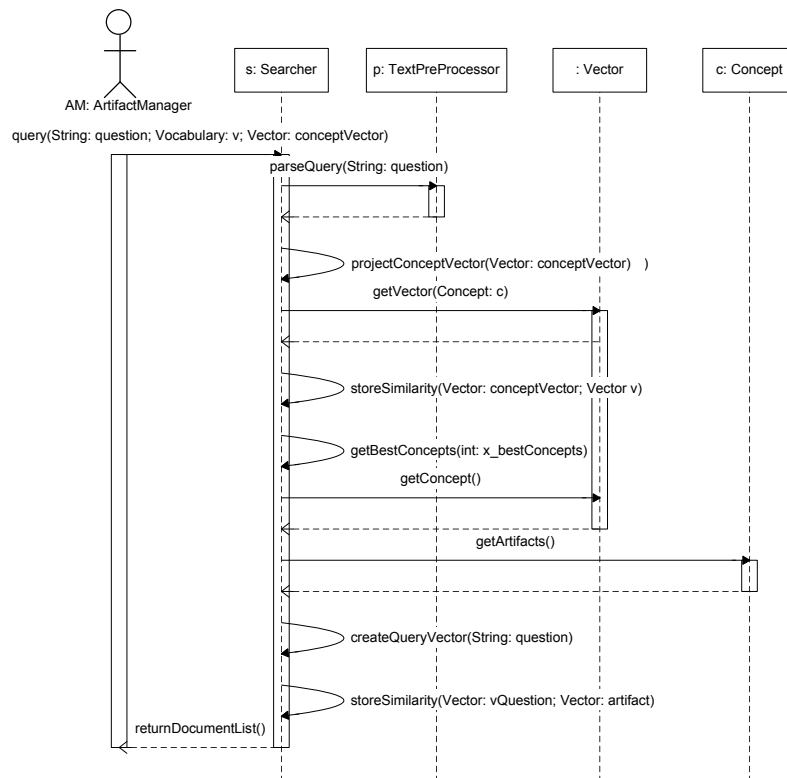 s: Searcher
p: TextPreProcessor
: Vector
c: Concept
AM: ArtifactManager
query(String: question; Vocabulary: v; Vector: conceptVector)
parseQuery(String: question)
projectConceptVector(Vector: conceptVector) )
getVector(Concept: c)
storeSimilarity(Vector: conceptVector; Vector v)
getBestConcepts(int: x_bestConcepts)
getConcept()
getArtifacts()
createQueryVector(String: question)
storeSimilarity(Vector: vQuestion; Vector: artifact)
returnDocumentList()